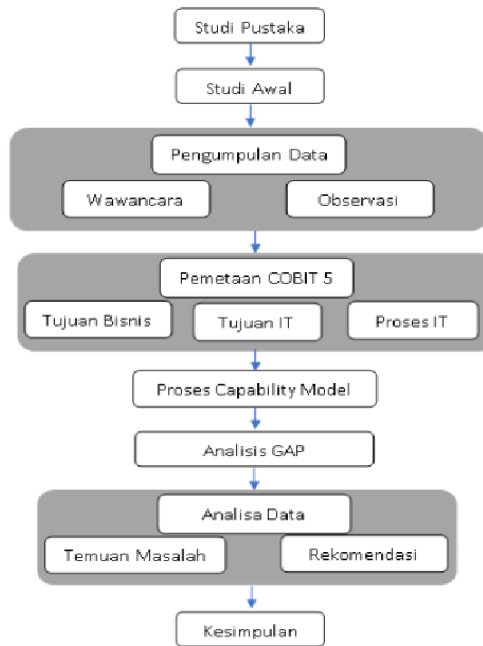 Studi Pustaka
Studi Awal
Pengumpulan Data
Wawancara
Observasi
Pemetaan COBIT 5
Tujuan Bisnis
Tujuan IT
Proses IT
Proses Capability Model
Analisis GAP
Analisa Data
Temuan Masalah
Rekomendasi
Kesimpulan